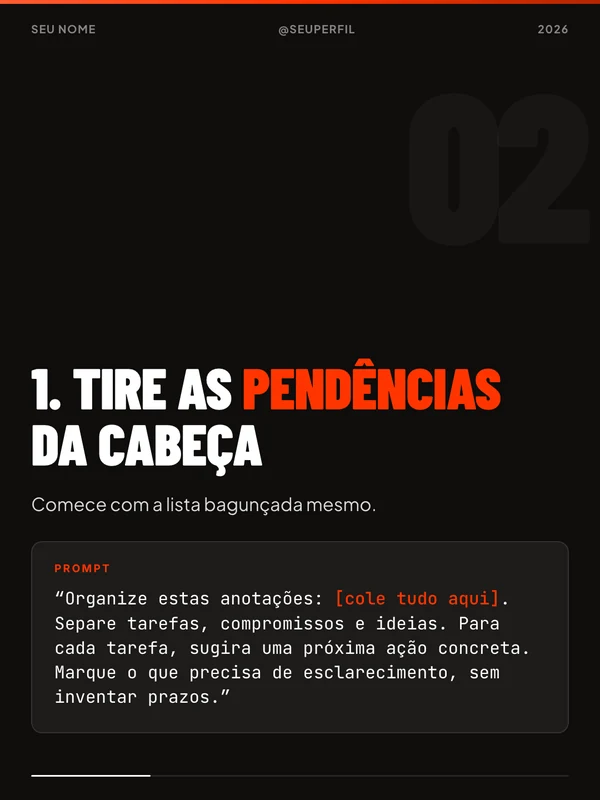 SEU NOME @SEUPERFIL 2026
02
1. TIRE AS PENDÊNCIAS
DA CABEÇA
Comece com a lista bagunçada mesmo.
PROMPT
“Organize estas anotações: [cole tudo aqui].
Separe tarefas, compromissos e ideias. Para
cada tarefa, sugira uma próxima ação concreta.
Marque o que precisa de esclarecimento, sem
inventar prazos.”